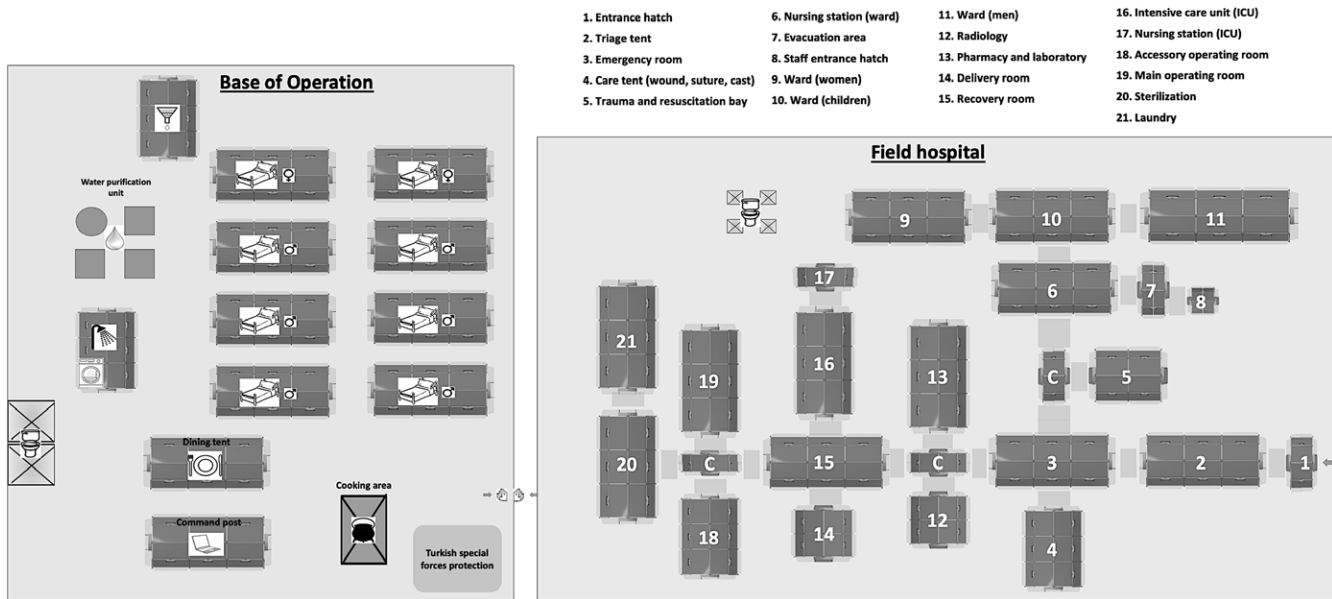 1. Entrance hatch
2. Triage tent
3. Emergency room
4. Care tent (wound, suture, cast)
5. Trauma and resuscitation bay
6. Nursing station (ward)
7. Evacuation area
8. Staff entrance hatch
9. Ward (women)
10. Ward (children)
11. Ward (men)
12. Radiology
13. Pharmacy and laboratory
14. Delivery room
15. Recovery room
16. Intensive care unit (ICU)
17. Nursing station (ICU)
18. Accessory operating room
19. Main operating room
20. Sterilization
21. Laundry
Base of Operation
Water purification
unit
Dining tent
Command post
Cooking area
Turkish special
forces protection
Field hospital
9
10
11
17
6
7
8
21
19
16
13
C
5
20
C
15
C
3
2
1
18
14
12
4